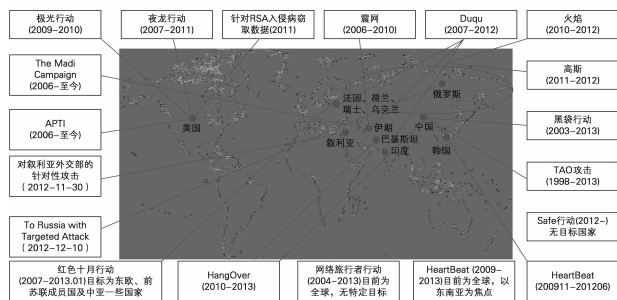 极光行动
(2009-2010)
夜龙行动
(2007-2011)
针对RSA入侵病窃
取数据(2011)
震网
(2006-2010)
Duqu
(2007-2012)
火焰
(2010-2012)
The Madi
Campaign
(2006-至今)
高斯
(2011-2012)
俄罗斯
法国、荷兰、
瑞士、乌克兰
APTI
(2006-至今)
美国
叙利亚
伊朗
巴基斯坦
印度
中国
韩国
黑袋行动
(2003-2013)
对叙利亚外交部的
针对性攻击
(2012-11-30)
TAO攻击
(1998-2013)
To Russia with
Targeted Attack
(2012-12-10)
Safe行动(2012-)
无目标国家
红色十月行动
(2007-2013.01)目标为东欧、前
苏联成员国及中亚一些国家
HangOver
(2010-2013)
网络旅行者行动
(2004-2013)目前为
全球，无特定目标
HeartBeat (2009-
2013)目前为全球，以
东南亚为焦点
HeartBeat
(200911-201206)